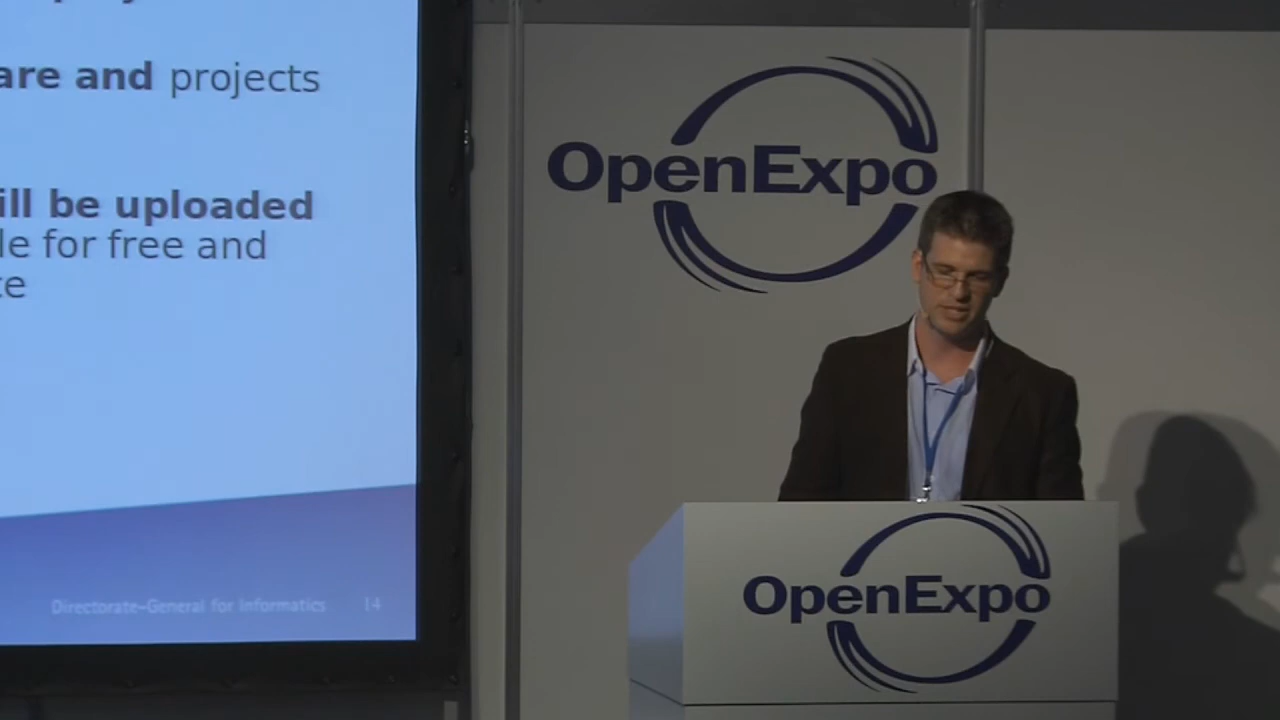 are and projects
ill be uploaded
le for free and
te
Directorate-General for Informatics 14
OpenExpo
OpenExpo